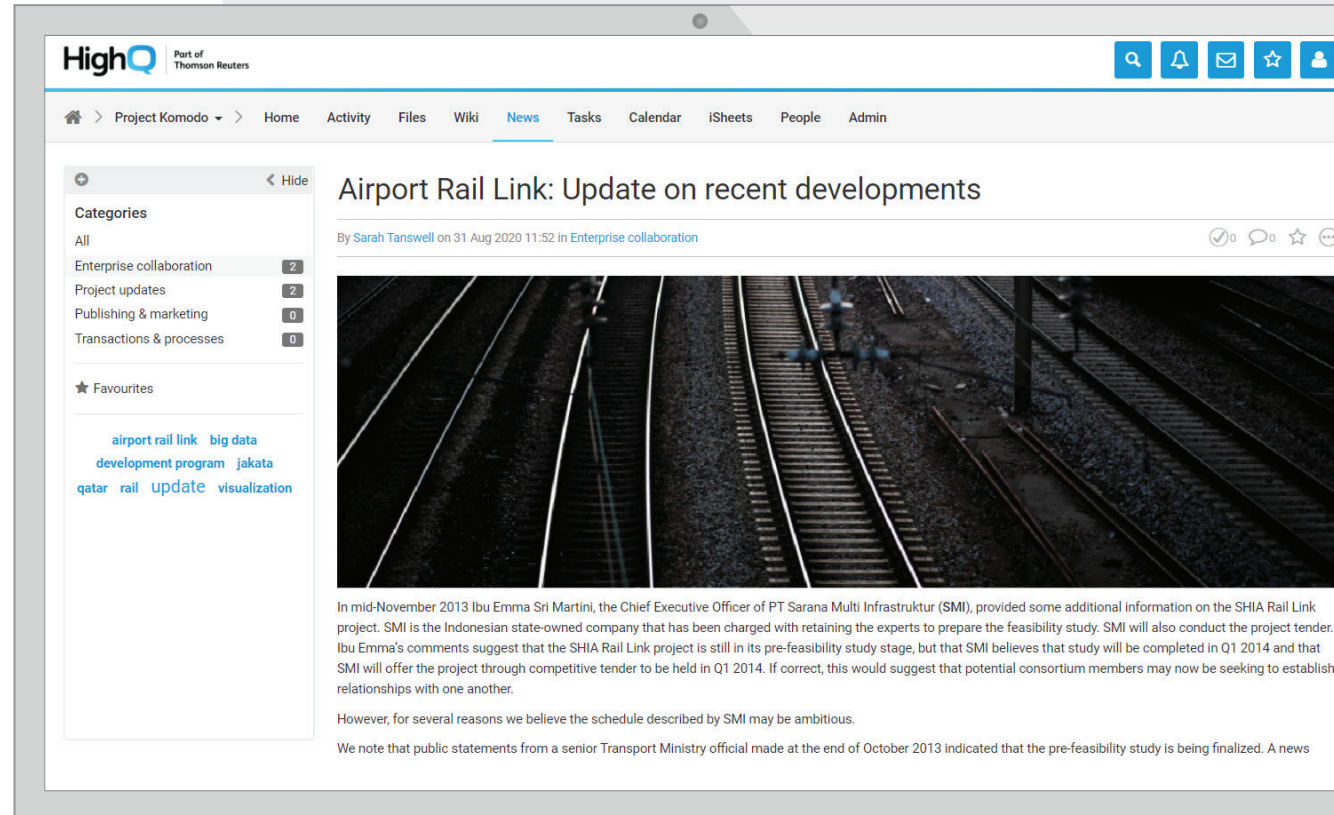 HighQ
Part of
Thomson Reuters
Project Komodo
Home
Activity
Files
Wiki
News
Tasks
Calendar
iSheets
People
Admin
Hide
Categories
All
Enterprise collaboration 2
Project updates 2
Publishing & marketing 0
Transactions & processes 0
Favourites
airport rail link big data
development program jakata
qatar rail update visualization
Airport Rail Link: Update on recent developments
By Sarah Tanswell on 31 Aug 2020 11:52 in Enterprise collaboration
0 0
In mid-November 2013 Ibu Emma Sri Martini, the Chief Executive Officer of PT Sarana Multi Infrastruktur (SMI), provided some additional information on the SHIA Rail Link
project. SMI is the Indonesian state-owned company that has been charged with retaining the experts to prepare the feasibility study. SMI will also conduct the project tender.
Ibu Emma's comments suggest that the SHIA Rail Link project is still in its pre-feasibility study stage, but that SMI believes that study will be completed in Q1 2014 and that
SMI will offer the project through competitive tender to be held in Q1 2014. If correct, this would suggest that potential consortium members may now be seeking to establish
relationships with one another.
However, for several reasons we believe the schedule described by SMI may be ambitious.
We note that public statements from a senior Transport Ministry official made at the end of October 2013 indicated that the pre-feasibility study is being finalized. A news